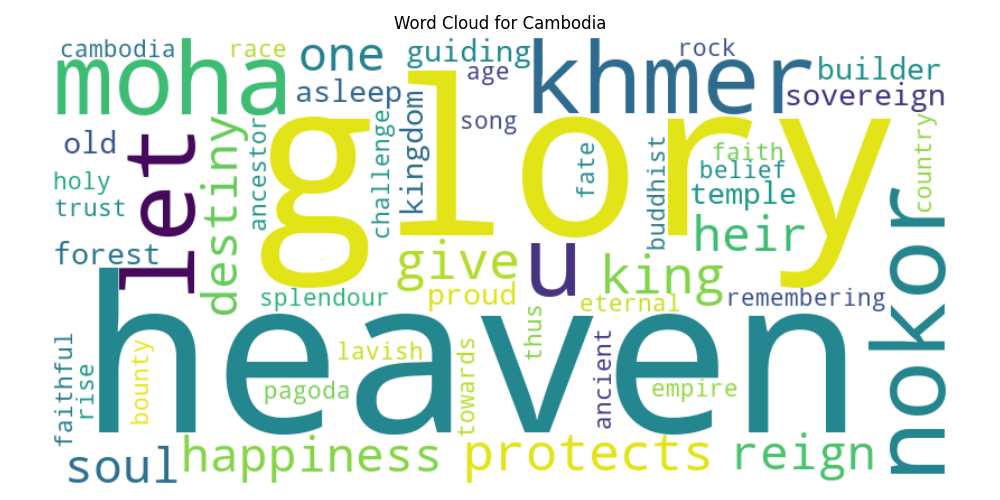 Word Cloud for Cambodia
cambodia
race
one
guiding
rock
moha
age
khmer
builder
asleep
sovereign
glory
song
old
let
destiny
ancestor
challenge
kingdom
fate
buddhist
faith
belief
country
holy
temple
trust
nokor
forest
heir
give
u
king
splendour
proud
eternal
remembering
heaven
thus
faithful
rise
bounty
lavish
towards
ancient
pagoda
empire
soul
happiness
protects
reign